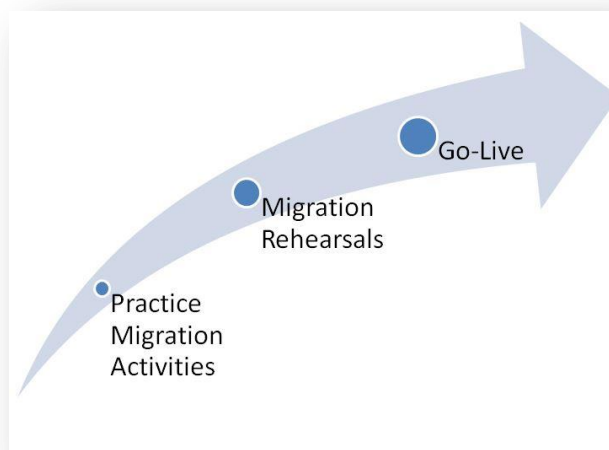 Practice
Migration
Activities
Migration
Rehearsals
Go-Live